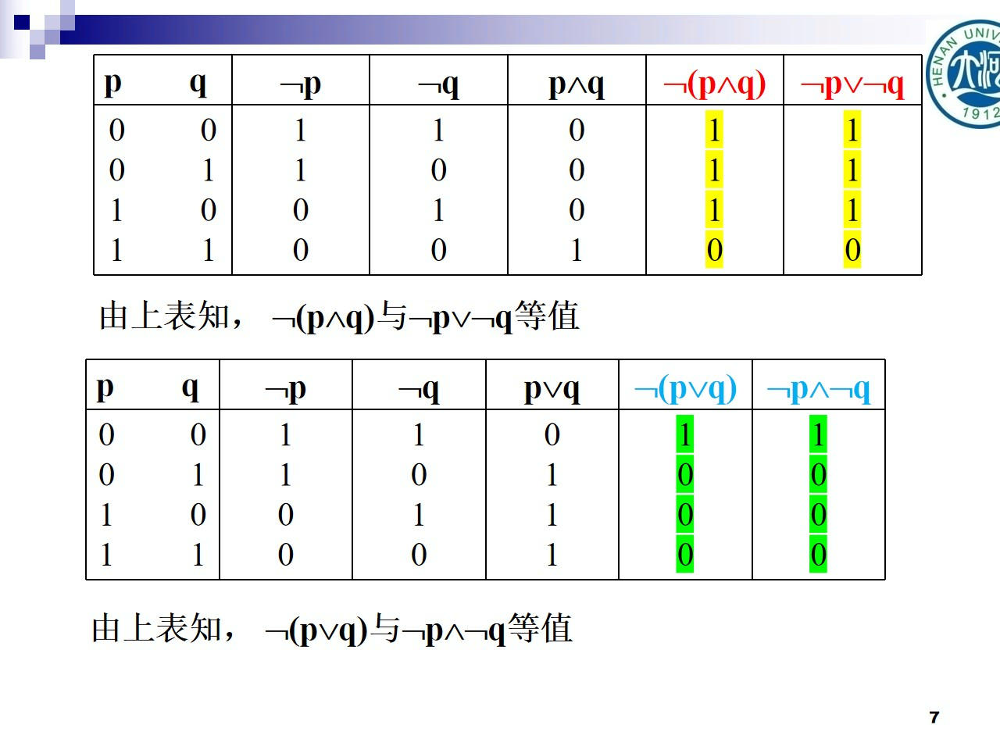 HENAN UNIV
1912
p q ¬p ¬q p∧q ¬(p∧q) ¬p∨¬q
0 0 1 1 0 1 1
0 1 1 0 0 1 1
1 0 0 1 0 1 1
1 1 0 0 1 0 0
由上表知， ¬(p∧q)与¬p∨¬q等值
p q ¬p ¬q p∨q ¬(p∨q) ¬p∧¬q
0 0 1 1 0 1 1
0 1 1 0 1 0 0
1 0 0 1 1 0 0
1 1 0 0 1 0 0
由上表知， ¬(p∨q)与¬p∧¬q等值
7